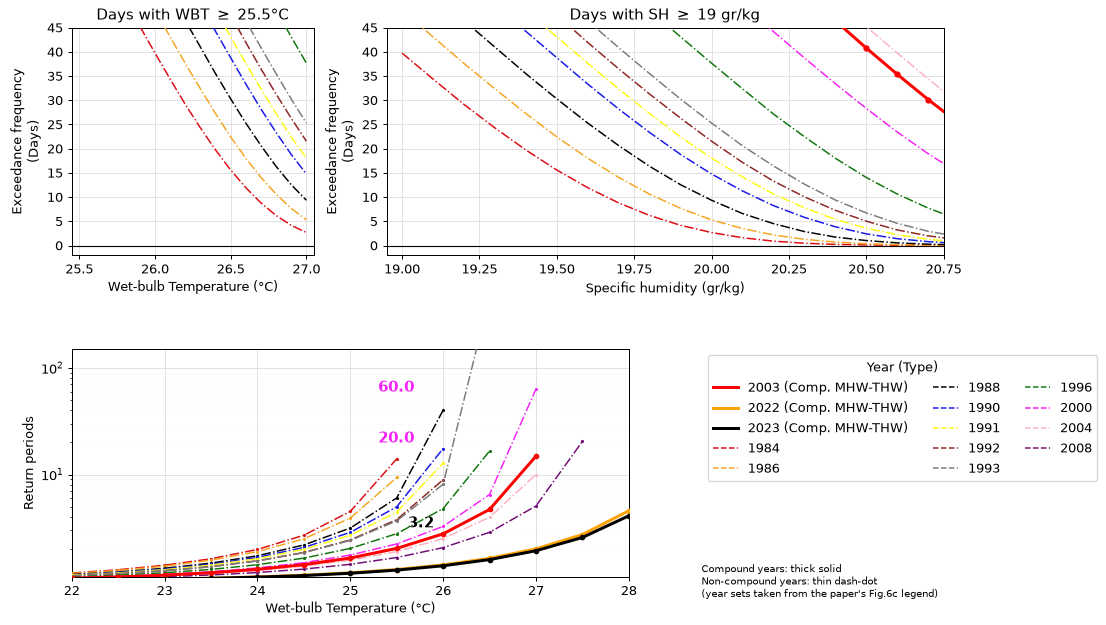 Days with WBT ≥ 25.5°C
Exceedance frequency
(Days)
45
40
35
30
25
20
15
10
5
0
25.5 26.0 26.5 27.0
Wet-bulb Temperature (°C)
Days with SH ≥ 19 gr/kg
Exceedance frequency
(Days)
45
40
35
30
25
20
15
10
5
0
19.00 19.25 19.50 19.75 20.00 20.25 20.50 20.75
Specific humidity (gr/kg)
Return periods
10²
10¹
60.0
20.0
3.2
22 23 24 25 26 27 28
Wet-bulb Temperature (°C)
Year (Type)
2003 (Comp. MHW-THW)
2022 (Comp. MHW-THW)
2023 (Comp. MHW-THW)
1984
1986
1988
1990
1991
1992
1993
1996
2000
2004
2008
Compound years: thick solid
Non-compound years: thin dash-dot
(year sets taken from the paper's Fig.6c legend)